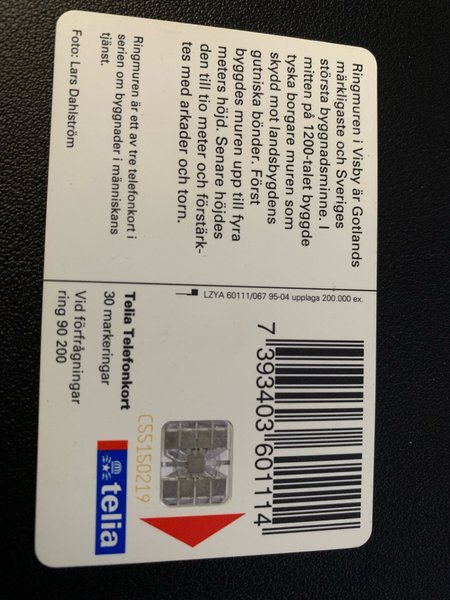 Ringmuren i Visby är Gotlands
märkligaste och Sveriges
största byggnadsminne. I
mitten på 1200-talet byggde
tyska borgare muren som
skydd mot landsbygdens
gutniska bönder. Först
byggdes muren upp till fyra
meters höjd. Senare höjdes
den till tio meter och förstärk-
tes med arkader och torn.
Ringmuren är ett av tre telefonkort i
serien om byggnader i människans
tjänst.
Foto: Lars Dahlström
LZYA 60111/067 95-04 upplaga 200.000 ex.
7 393403 601114
C55150219
Telia Telefonkort
30 markeringar
Vid förfrågningar
ring 90 200
telia